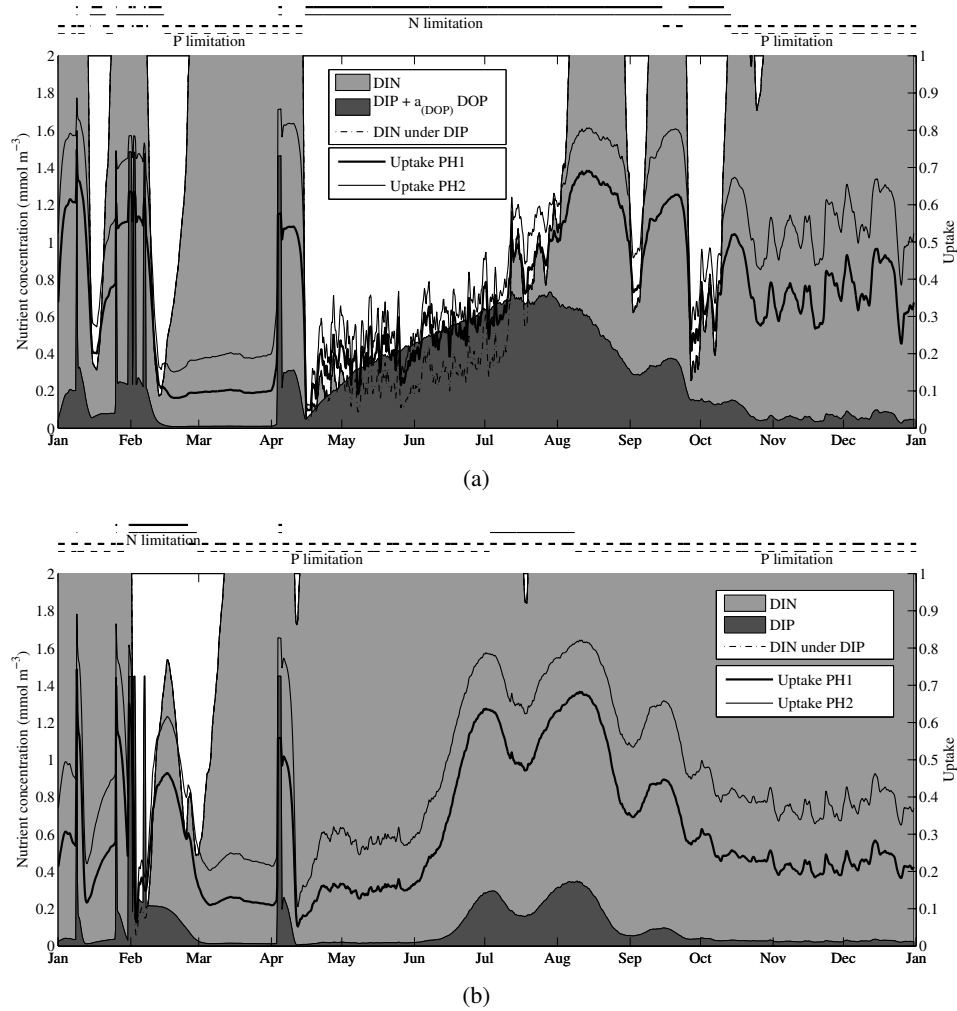 N limitation
P limitation P limitation
2 1
1.8 0.9
1.6 0.8
1.4 0.7
1.2 0.6
1 0.5
0.8 0.4
0.6 0.3
0.4 0.2
0.2 0.1
0 0
Nutrient concentration (mmol m−3)
Uptake
DIN
DIP + a(DOP) DOP
DIN under DIP
Uptake PH1
Uptake PH2
Jan Feb Mar Apr May Jun Jul Aug Sep Oct Nov Dec Jan
(a)
N limitation
P limitation P limitation
2 1
1.8 0.9
1.6 0.8
1.4 0.7
1.2 0.6
1 0.5
0.8 0.4
0.6 0.3
0.4 0.2
0.2 0.1
0 0
Nutrient concentration (mmol m−3)
Uptake
DIN
DIP
DIN under DIP
Uptake PH1
Uptake PH2
Jan Feb Mar Apr May Jun Jul Aug Sep Oct Nov Dec Jan
(b)